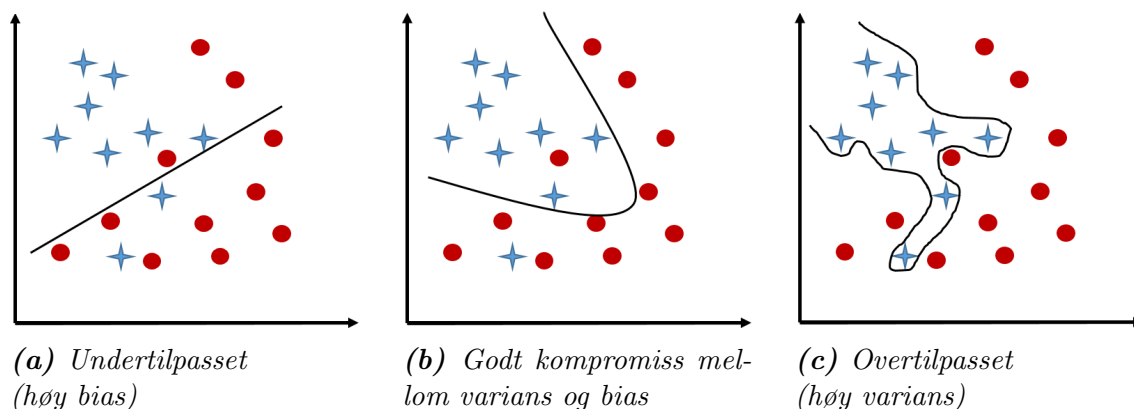 (a) Undertilpasset
(høy bias)
(b) Godt kompromiss mel-
lom varians og bias
(c) Overtilpasset
(høy varians)